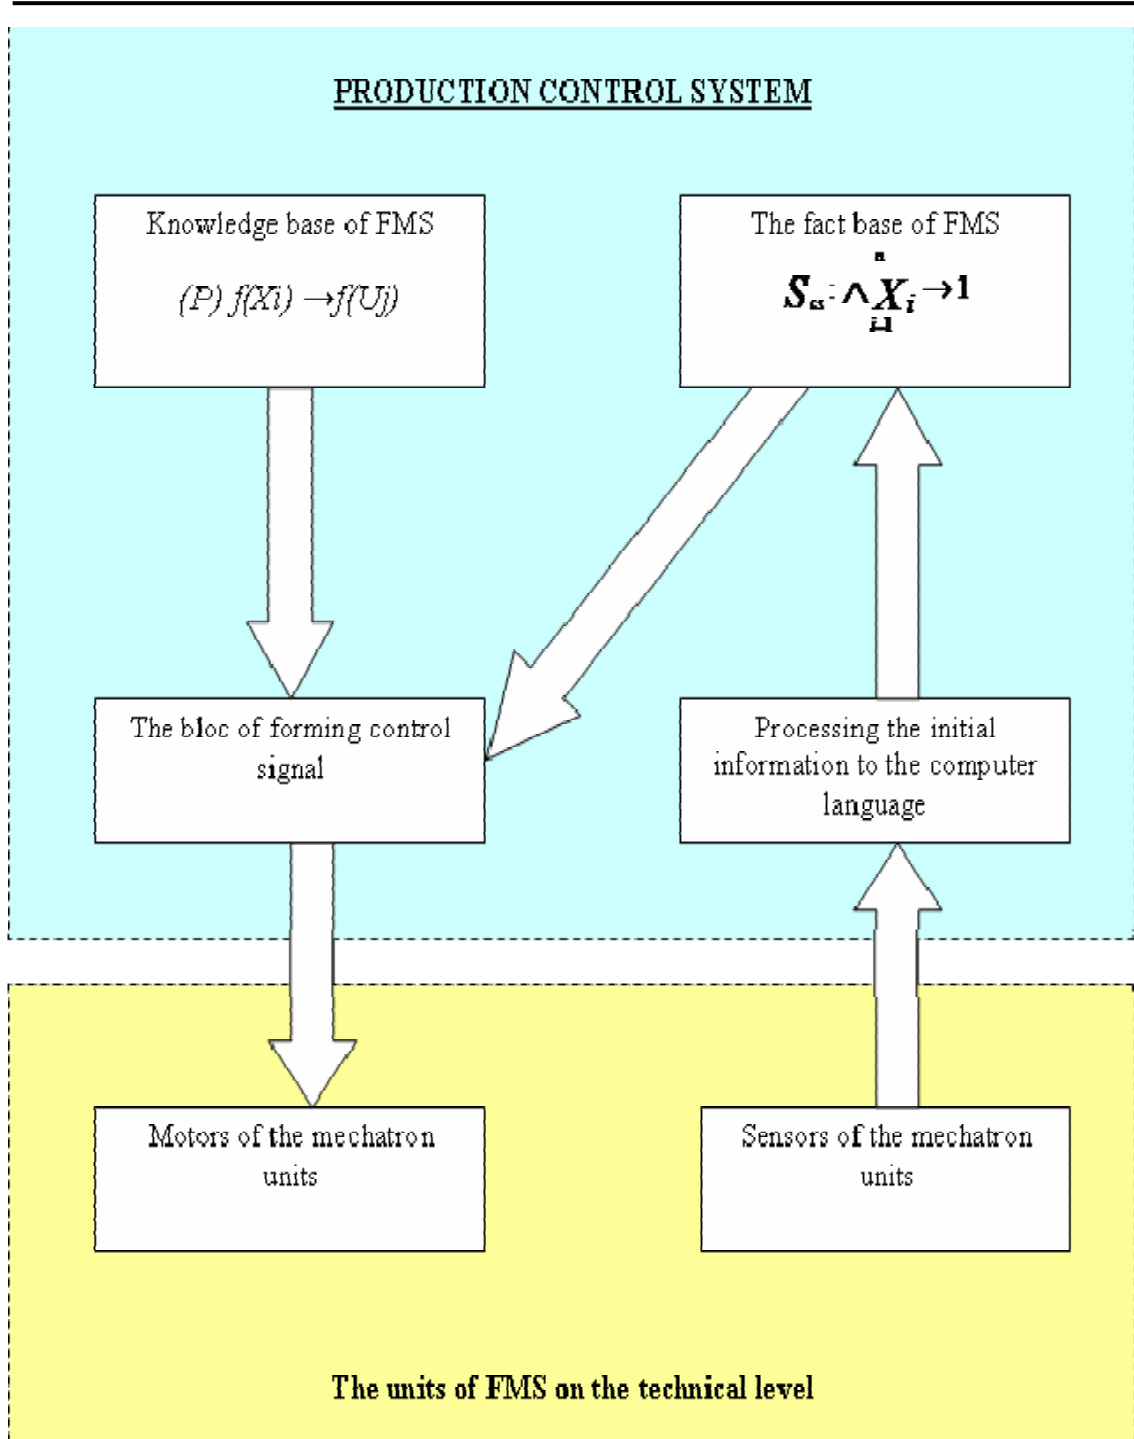 PRODUCTION CONTROL SYSTEM
Knowledge base of FMS
(P) f(Xi) →f(Uj)
The fact base of FMS
n
S : ∧ Xi →1
The bloc of forming control
signal
Processing the initial
information to the computer
language
Motors of the mechatron
units
Sensors of the mechatron
units
The units of FMS on the technical level